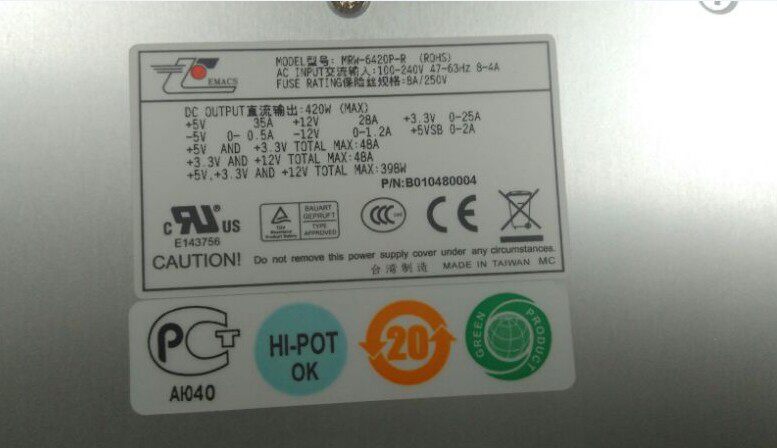 EMACS
MODEL型号: MRW-6420P-R (ROHS)
AC INPUT交流输入:100-240V 47-63Hz 8-4A
FUSE RATING保险丝规格:8A/250V
DC OUTPUT直流输出:420W (MAX)
+5V 35A +12V 28A +3.3V 0-25A
-5V 0- 0.5A -12V 0-1.2A +5VSB 0-2A
+5V AND +3.3V TOTAL MAX:48A
+3.3V AND +12V TOTAL MAX:48A
+5V,+3.3V AND +12V TOTAL MAX:398W
P/N:B010480004
c RU US
E143756
BAUART
GEPRUFT
TYPE
APPROVED
CCC
CE
CAUTION! Do not remove this power supply cover under any circumstances.
台湾制造 MADE IN TAIWAN MC
PCT
АЮ40
HI-POT
OK
20
GREEN PRODUCT